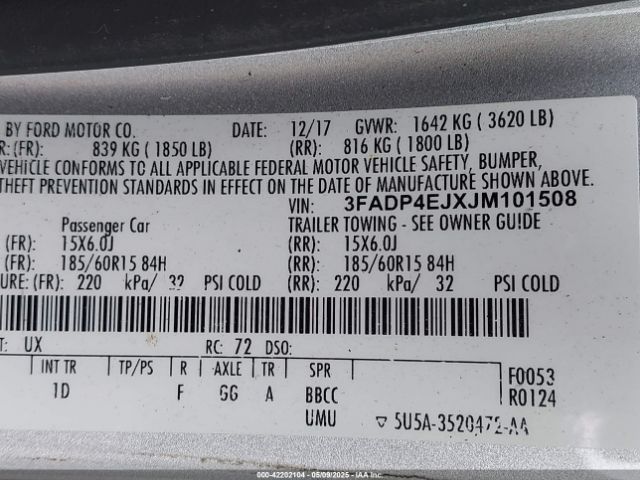 BY FORD MOTOR CO. DATE: 12/17 GVWR: 1642 KG ( 3620 LB)
(FR): 839 KG ( 1850 LB) (RR): 816 KG ( 1800 LB)
VEHICLE CONFORMS TO ALL APPLICABLE FEDERAL MOTOR VEHICLE SAFETY, BUMPER,
THEFT PREVENTION STANDARDS IN EFFECT ON THE DATE OF MANUFACTURE SHOWN ABOVE.
VIN: 3FADP4EJXJM101508
Passenger Car TRAILER TOWING - SEE OWNER GUIDE
(FR): 15X6.0J (RR): 15X6.0J
(FR): 185/60R15 84H (RR): 185/60R15 84H
(FR): 220 kPa/ 32 PSI COLD (RR): 220 kPa/ 32 PSI COLD
UX RC: 72 DSO:
INT TR TP/PS R AXLE TR SPR F0053
1D F GG A BBCC R0124
UMU ▽ 5U5A-3520472-AA
000-42202104 - 05/09/2025 - IAA